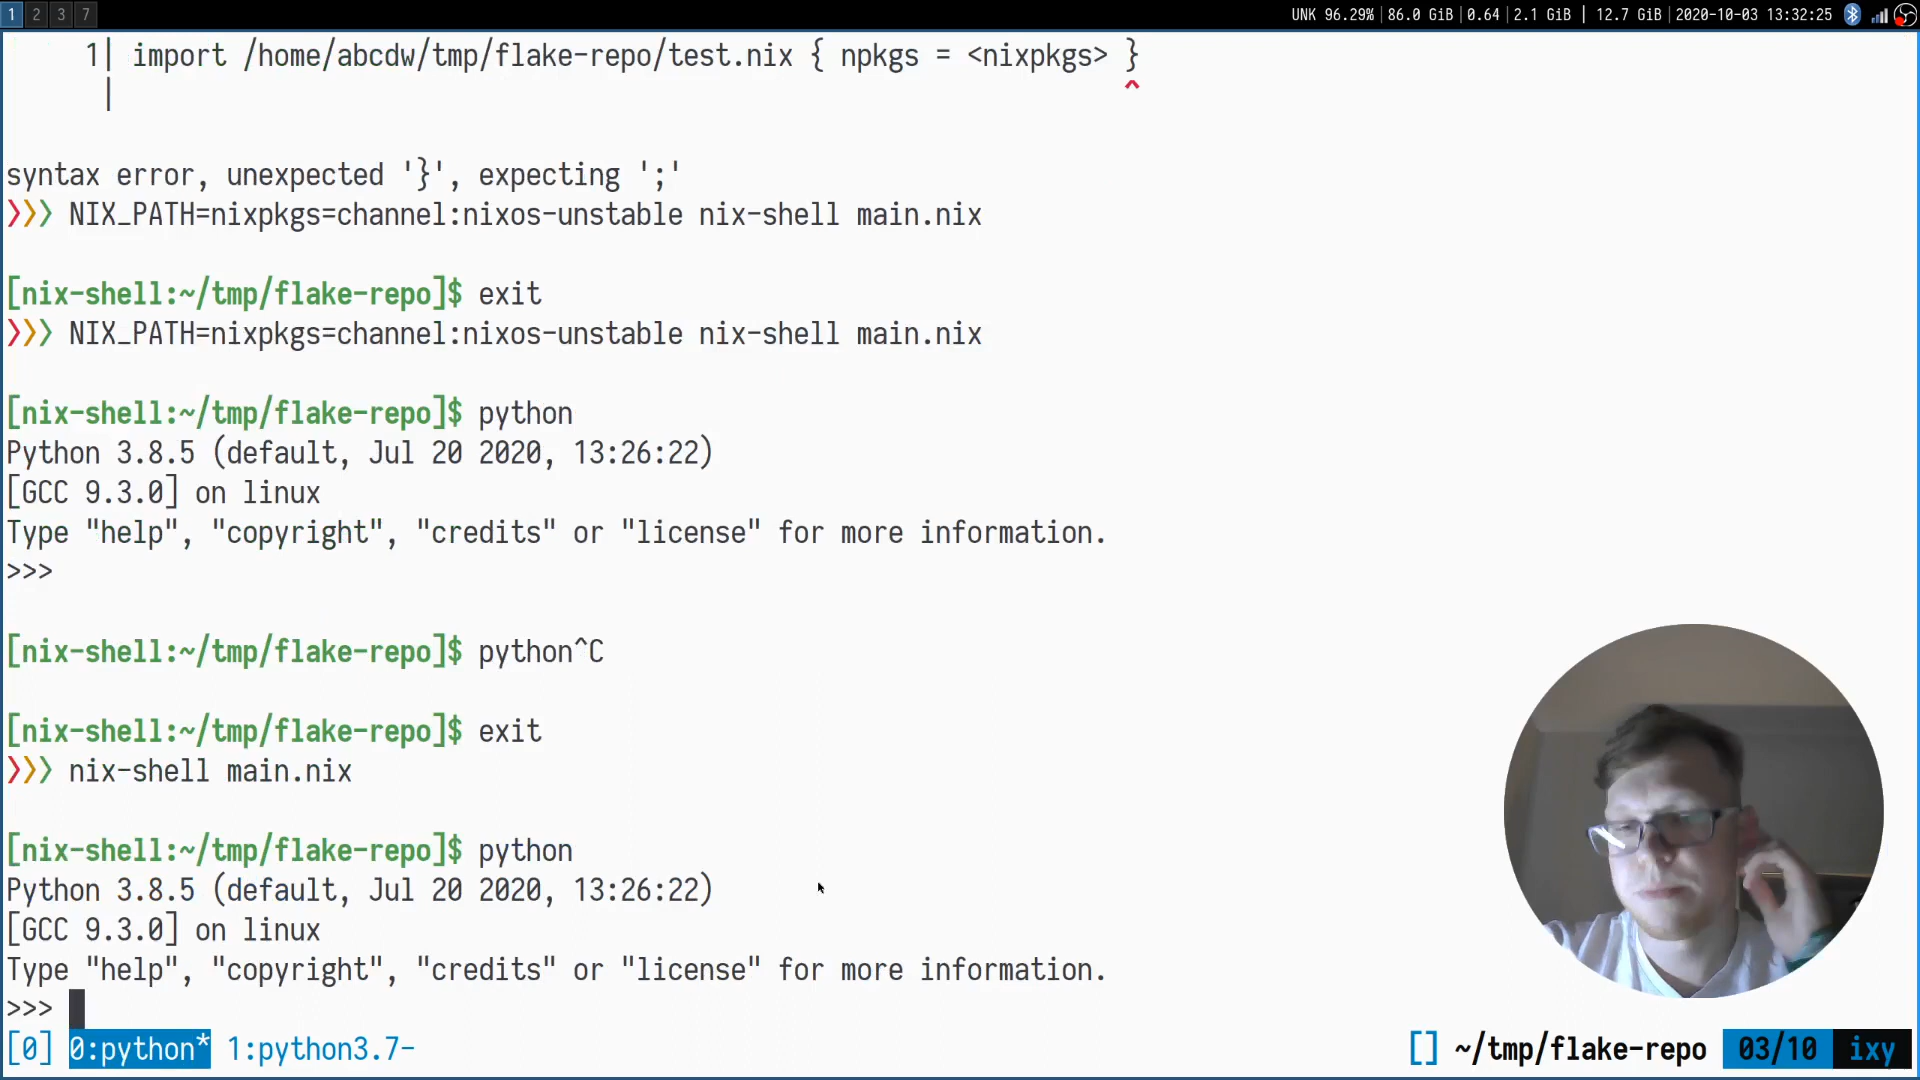 1 2 3 7 UNK 96.29%| 86.0 GiB|0.64|2.1 GiB | 12.7 GiB|2020-10-03 13:32:25
1| import /home/abcdw/tmp/flake-repo/test.nix { npkgs = <nixpkgs> }
| ^
syntax error, unexpected '}', expecting ';'
❯❯❯ NIX_PATH=nixpkgs=channel:nixos-unstable nix-shell main.nix
[nix-shell:~/tmp/flake-repo]$ exit
❯❯❯ NIX_PATH=nixpkgs=channel:nixos-unstable nix-shell main.nix
[nix-shell:~/tmp/flake-repo]$ python
Python 3.8.5 (default, Jul 20 2020, 13:26:22)
[GCC 9.3.0] on linux
Type "help", "copyright", "credits" or "license" for more information.
>>>
[nix-shell:~/tmp/flake-repo]$ python^C
[nix-shell:~/tmp/flake-repo]$ exit
❯❯❯ nix-shell main.nix
[nix-shell:~/tmp/flake-repo]$ python
Python 3.8.5 (default, Jul 20 2020, 13:26:22)
[GCC 9.3.0] on linux
Type "help", "copyright", "credits" or "license" for more information.
>>>
[0] 0:python* 1:python3.7- [] ~/tmp/flake-repo 03/10 ixy